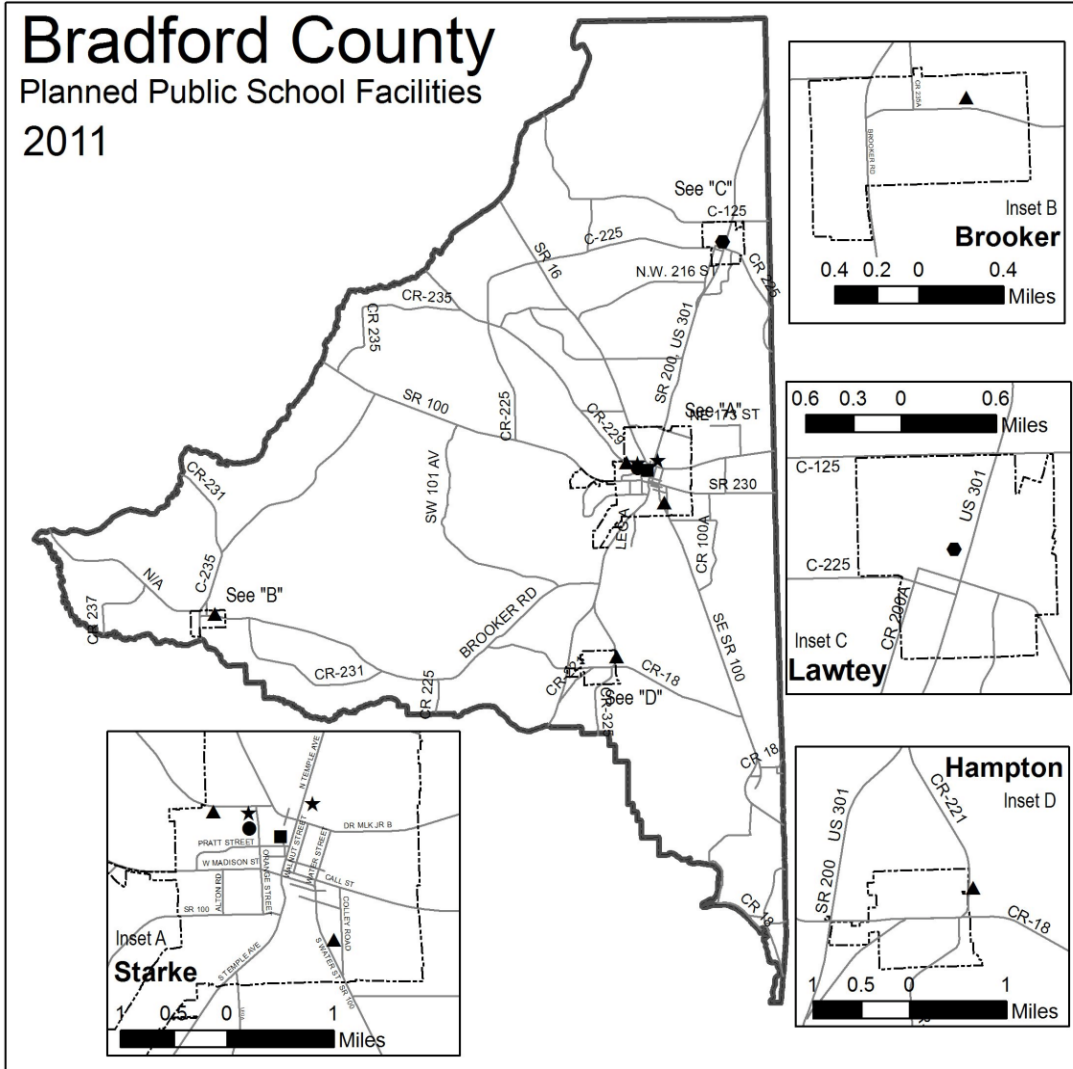 Bradford County
Planned Public School Facilities
2011
See "C"
C-125
C-225
SR 16
N.W. 216 ST
CR 225
CR-235
CR 235
SR 200, US 301
SR 100
CR-225
CR-229
See "A"
NE 173 ST
SR 230
SW 101 AV
CR 100A
CR-231
C-235
N/A
CR 237
See "B"
BROOKER RD
CR-231
CR 225
SE SR 100
CR-18
See "D"
CR-325
CR 18
CR 18
CR 235A
BROOKER RD
Inset B
Brooker
0.4 0.2 0 0.4
Miles
0.6 0.3 0 0.6
Miles
C-125
US 301
C-225
CR 200A
Inset C
Lawtey
Hampton
Inset D
US 301
SR 200
CR-221
CR-18
1 0.5 0 1
Miles
N TEMPLE AVE
DR MLK JR B
PRATT STREET
WALNUT STREET
WATER STREET
W MADISON ST
ORANGE STREET
ALTON RD
CALL ST
COLLEY ROAD
SR 100
S TEMPLE AVE
S WATER ST
SR 100
Inset A
Starke
1 0.5 0 1
Miles